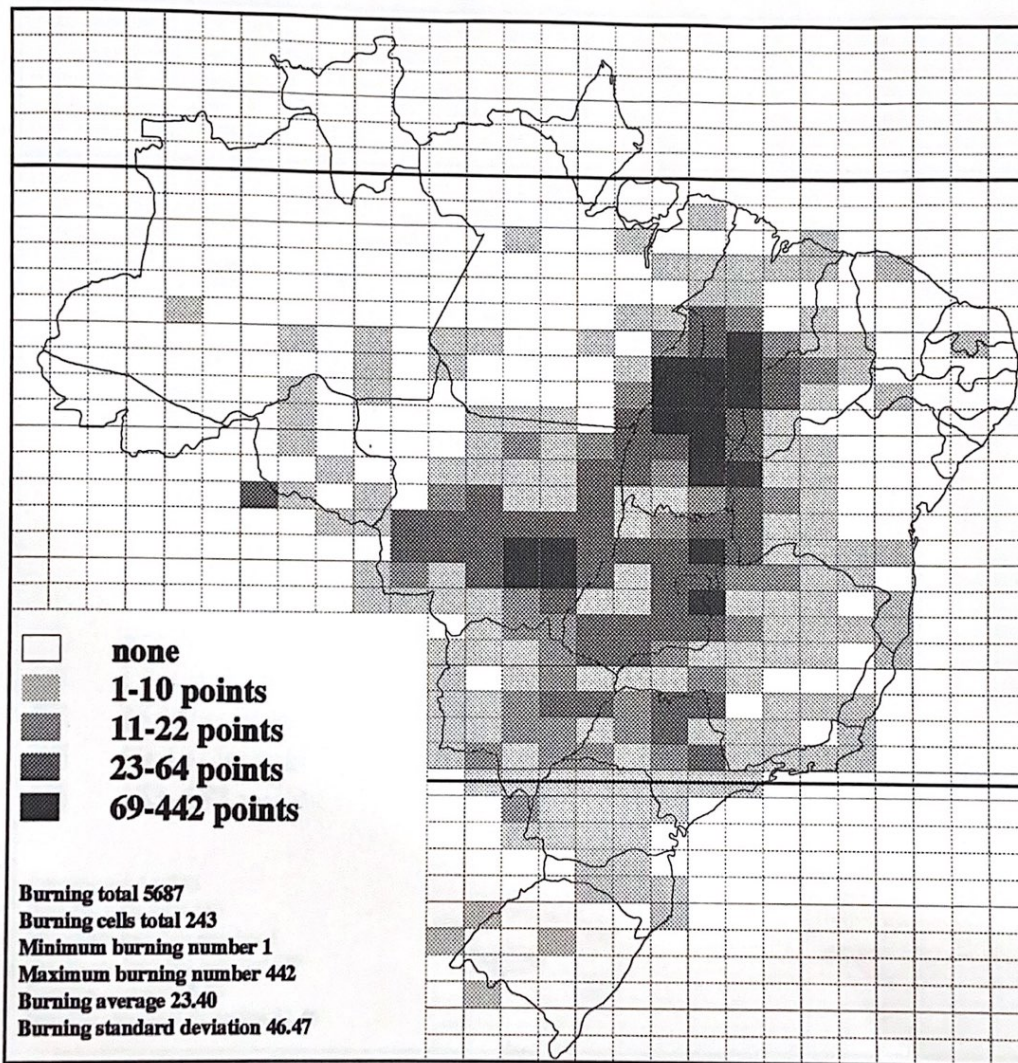 none
1-10 points
11-22 points
23-64 points
69-442 points
Burning total 5687
Burning cells total 243
Minimum burning number 1
Maximum burning number 442
Burning average 23.40
Burning standard deviation 46.47